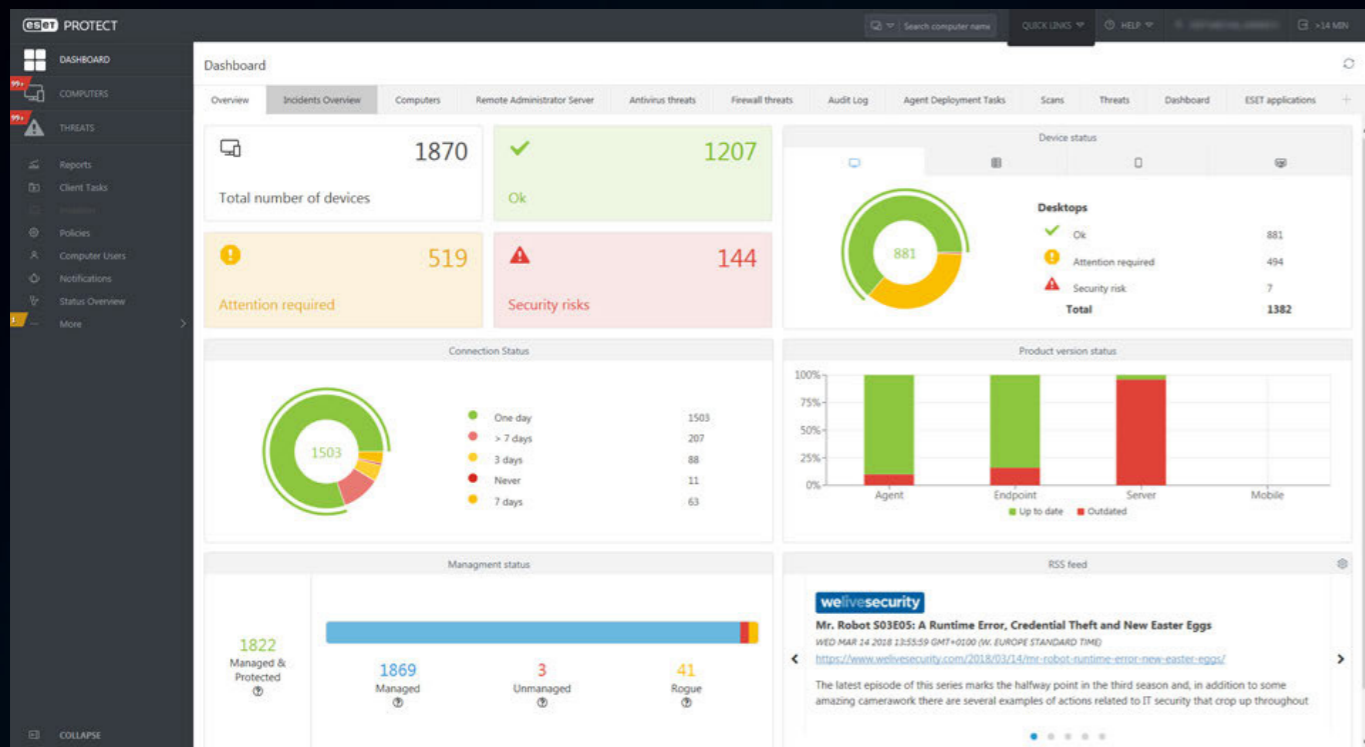 eset PROTECT
Search computer name
QUICK LINKS
HELP
>14 MIN
DASHBOARD
99+
COMPUTERS
99+
THREATS
Reports
Client Tasks
Policies
Computer Users
Notifications
Status Overview
More
COLLAPSE
Dashboard
Overview
Incidents Overview
Computers
Remote Administrator Server
Antivirus threats
Firewall threats
Audit Log
Agent Deployment Tasks
Scans
Threats
Dashboard
ESET applications
1870
Total number of devices
1207
Ok
519
Attention required
144
Security risks
Device status
881
Desktops
Ok 881
Attention required 494
Security risk 7
Total 1382
Connection Status
1503
One day 1503
> 7 days 207
3 days 88
Never 11
7 days 63
Product version status
100%
75%
50%
25%
0%
Agent Endpoint Server Mobile
Up to date Outdated
Managment status
1822
Managed &
Protected
1869
Managed
3
Unmanaged
41
Rogue
RSS feed
welivesecurity
Mr. Robot S03E05: A Runtime Error, Credential Theft and New Easter Eggs
WED MAR 14 2018 13:55:59 GMT+0100 (W. EUROPE STANDARD TIME)
https://www.welivesecurity.com/2018/03/14/mr-robot-runtime-error-new-easter-eggs/
The latest episode of this series marks the halfway point in the third season and, in addition to some
amazing camerawork there are several examples of actions related to IT security that crop up throughout